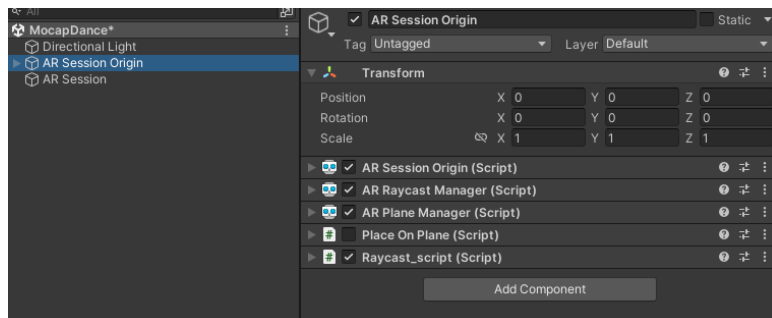 All
MocapDance*
Directional Light
AR Session Origin
AR Session
AR Session Origin
Static
Tag Untagged
Layer Default
Transform
Position X 0 Y 0 Z 0
Rotation X 0 Y 0 Z 0
Scale X 1 Y 1 Z 1
AR Session Origin (Script)
AR Raycast Manager (Script)
AR Plane Manager (Script)
# Place On Plane (Script)
# Raycast_script (Script)
Add Component